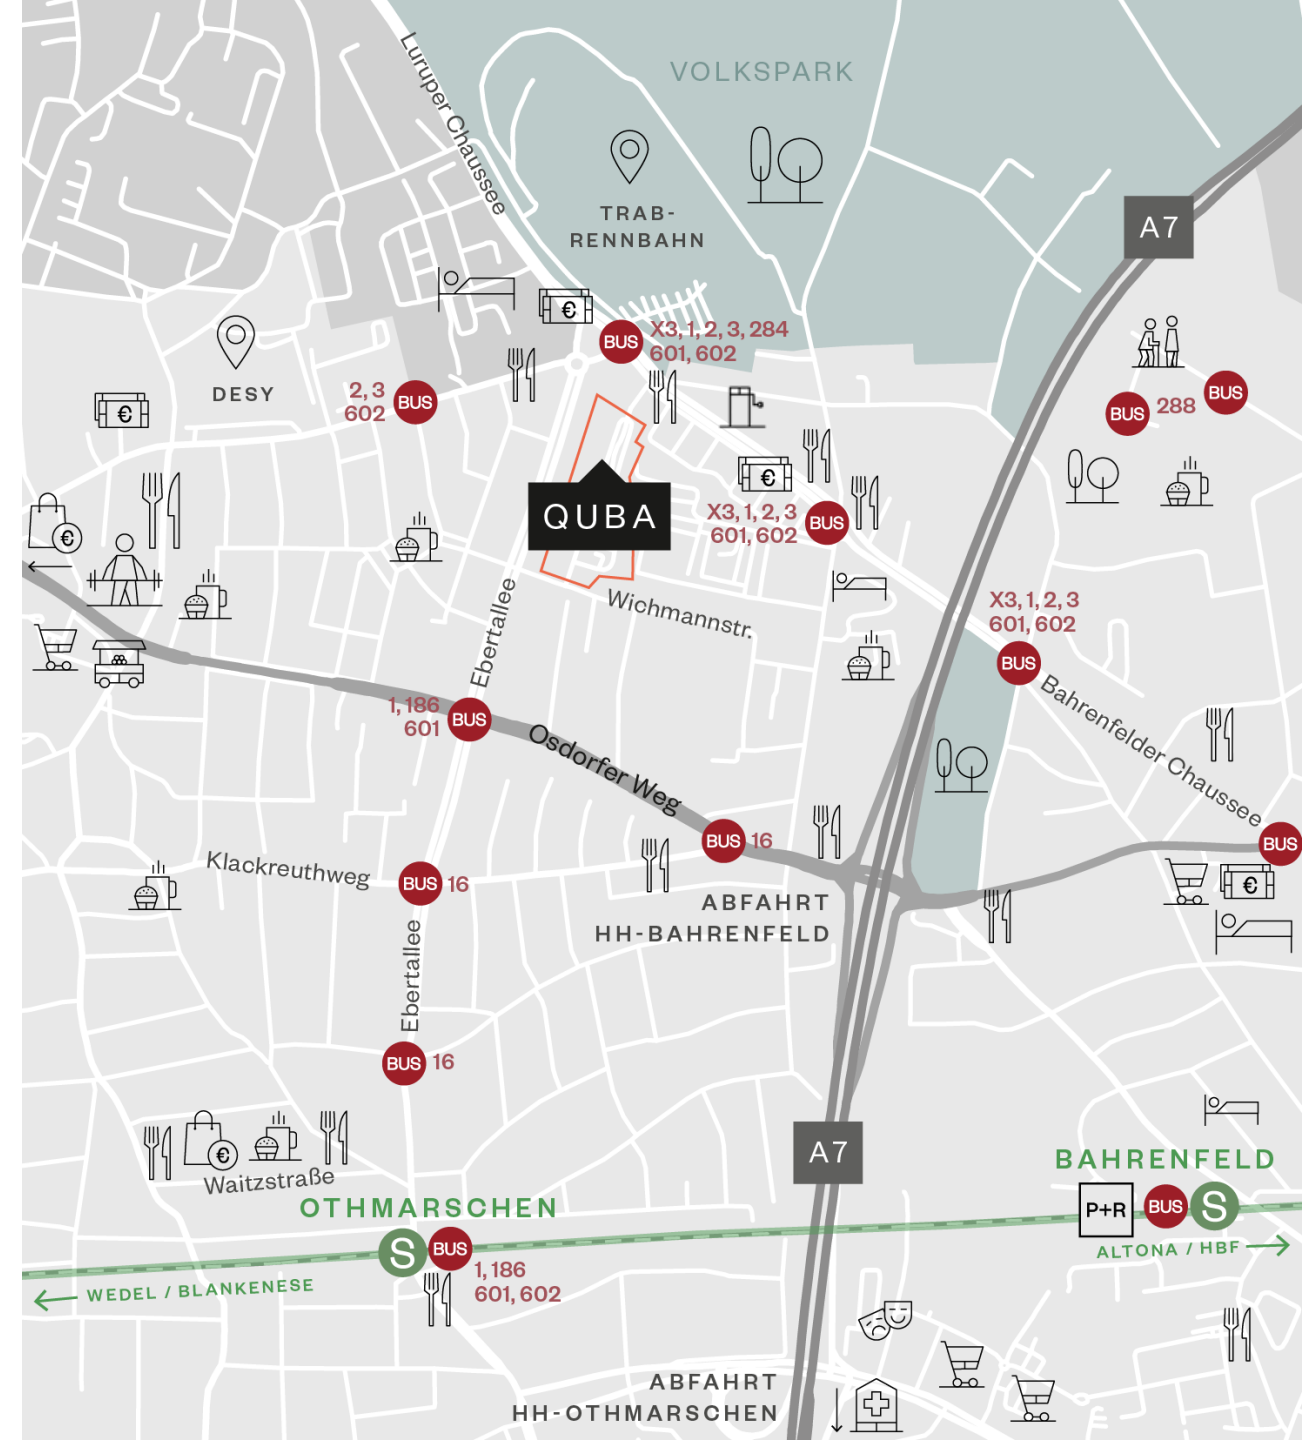 VOLKSPARK
Luruper Chaussee
TRAB-
RENNBAHN
A7
€
BUS
X3, 1, 2, 3, 284
601, 602
DESY
2, 3
602
BUS
€
BUS
288
BUS
QUBA
€
X3, 1, 2, 3
601, 602
BUS
€
Wichmannstr.
Ebertallee
X3, 1, 2, 3
601, 602
BUS
Bahrenfelder Chaussee
1, 186
601
BUS
Osdorfer Weg
BUS
16
BUS
€
Klackreuthweg
BUS
16
ABFAHRT
HH-BAHRENFELD
Ebertallee
BUS
16
€
Waitzstraße
A7
BAHRENFELD
P+R
BUS
S
ALTONA / HBF
OTHMARSCHEN
S
BUS
1, 186
601, 602
WEDEL / BLANKENESE
ABFAHRT
HH-OTHMARSCHEN